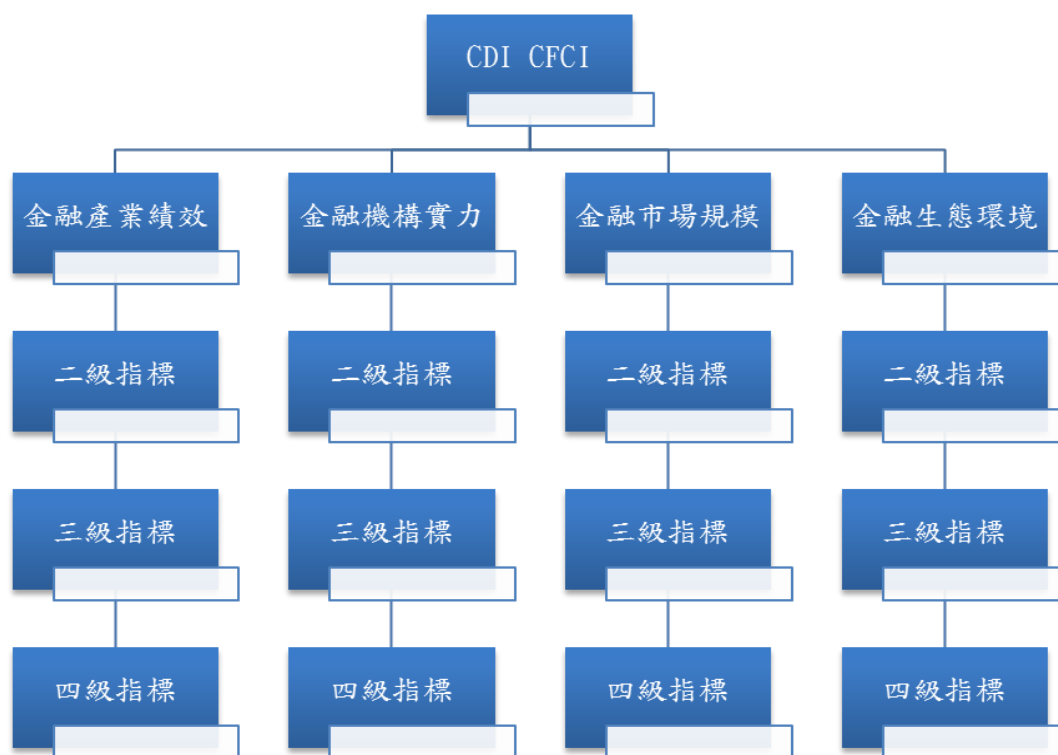 CDI CFCI
金融產業績效
金融機構實力
金融市場規模
金融生態環境
二級指標
二級指標
二級指標
二級指標
三級指標
三級指標
三級指標
三級指標
四級指標
四級指標
四級指標
四級指標